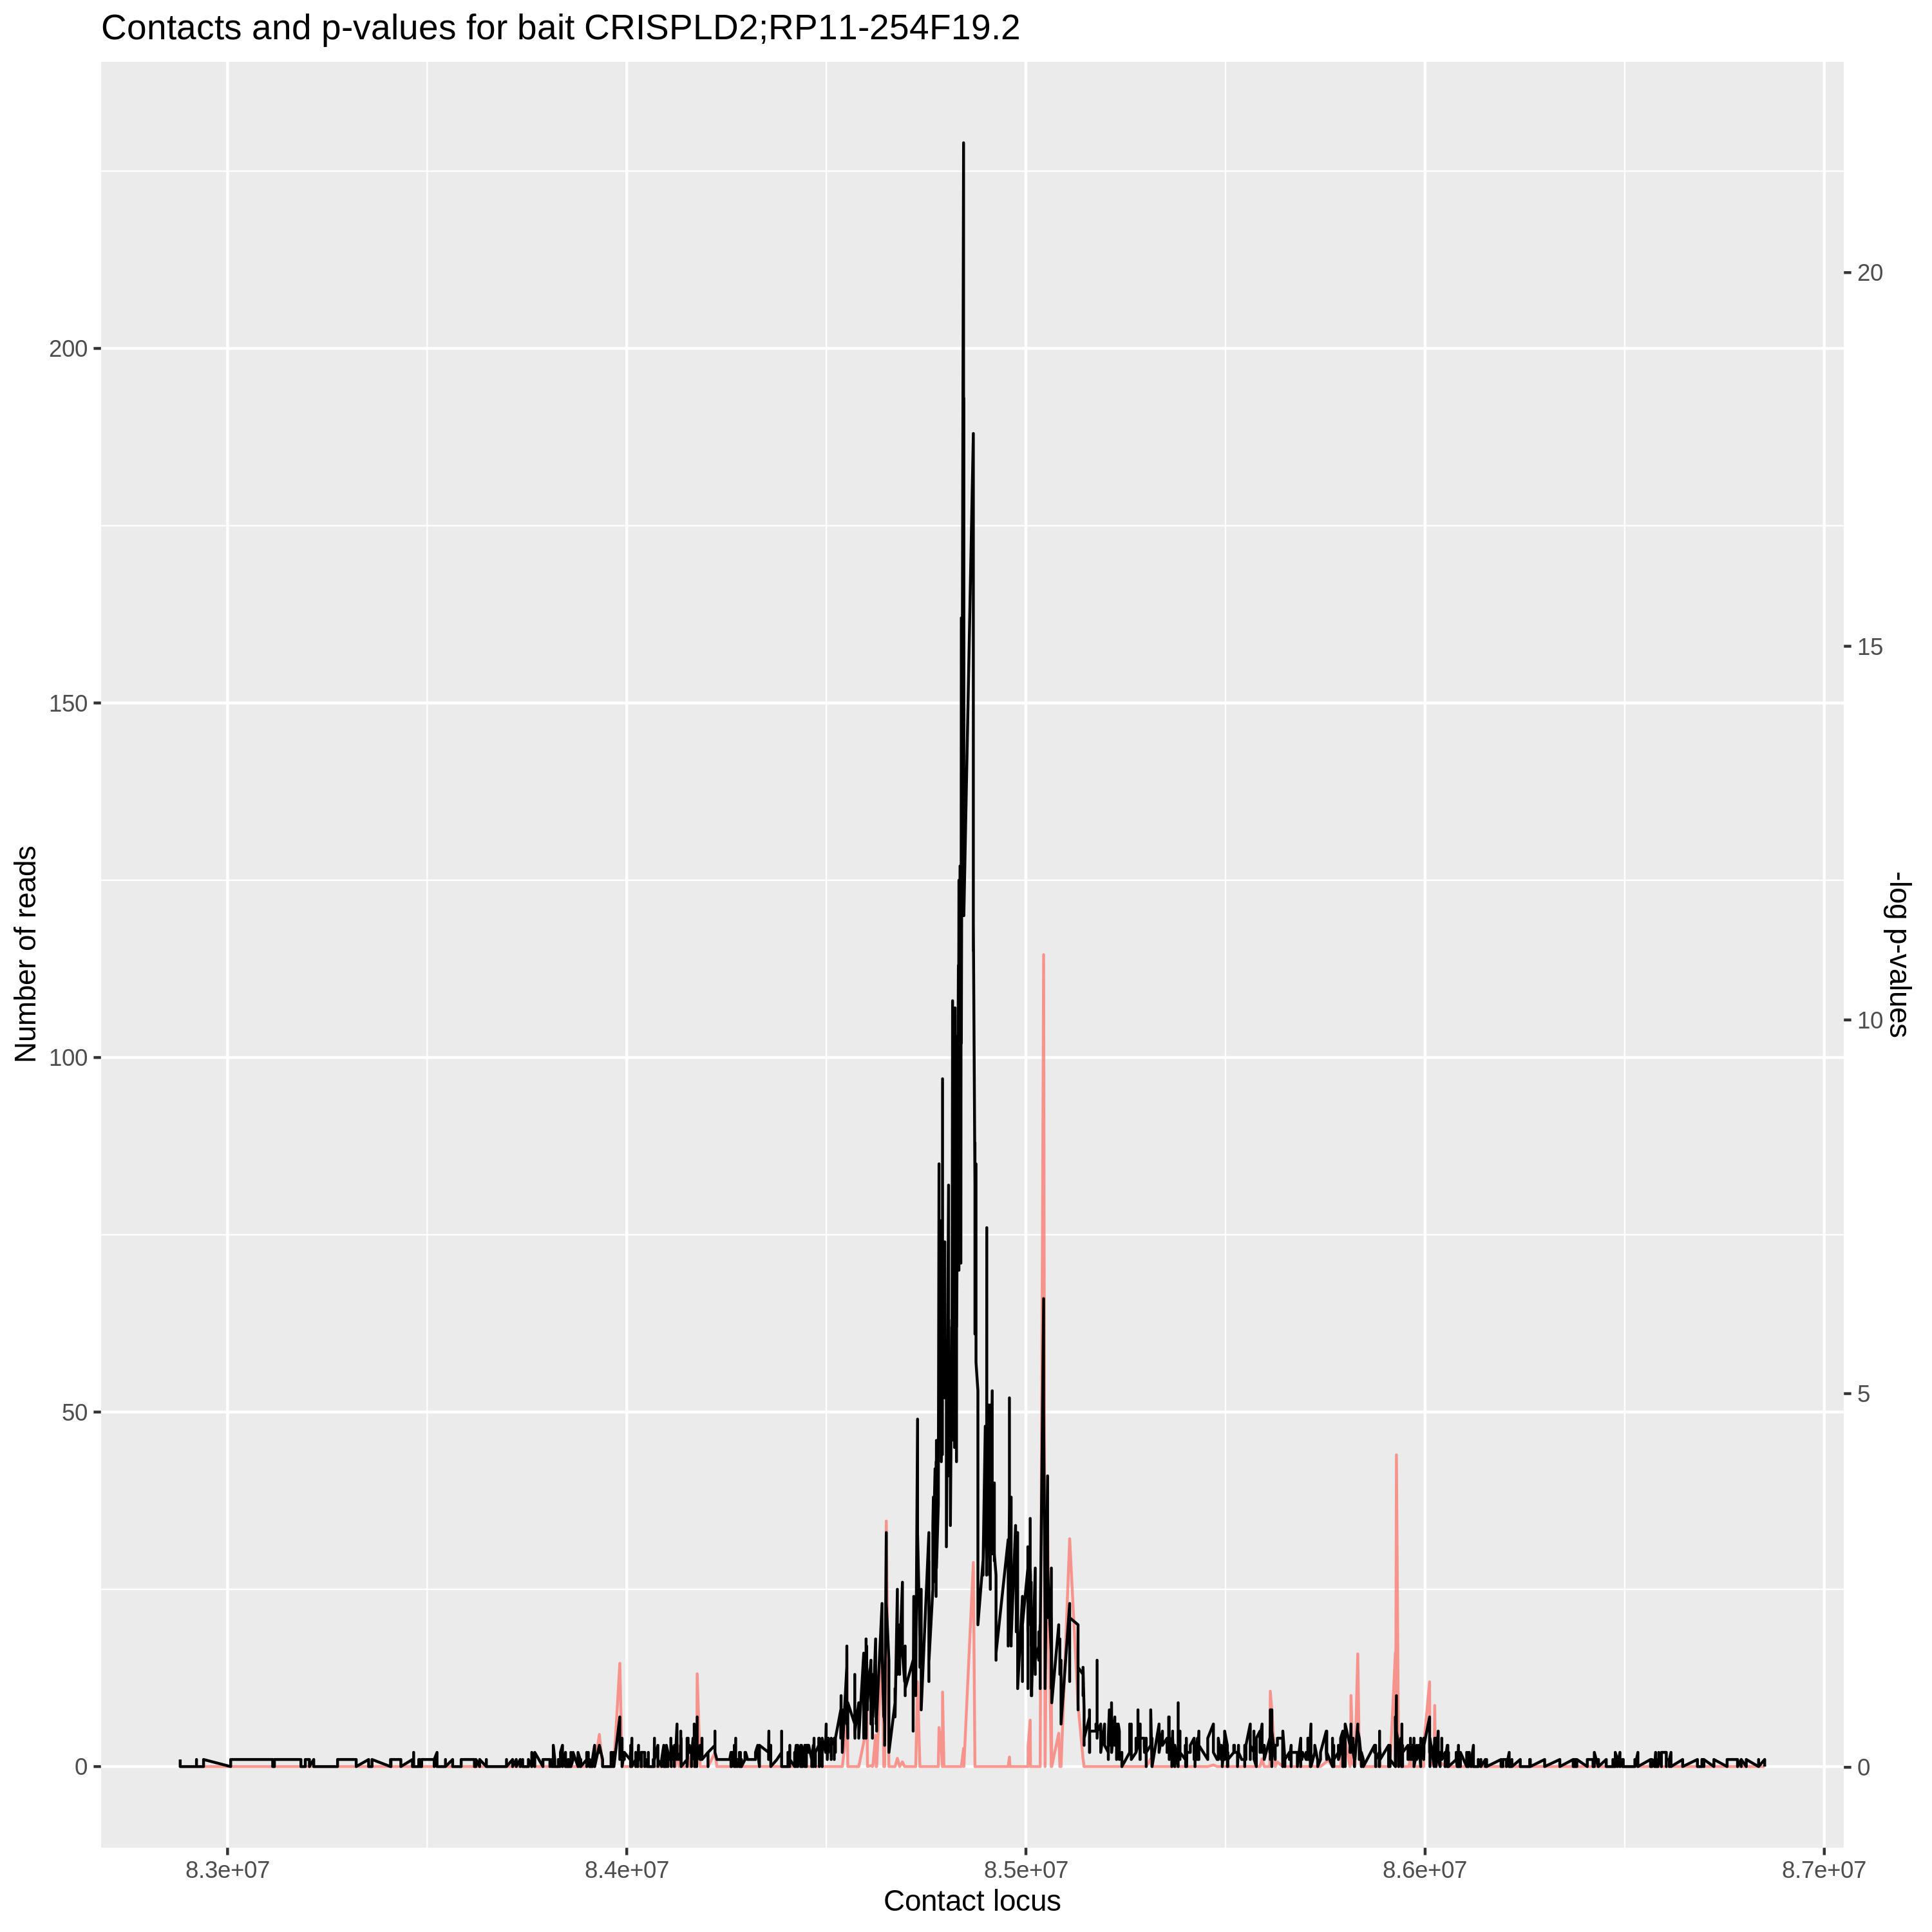 Contacts and p-values for bait CRISPLD2;RP11-254F19.2
Number of reads
200
150
100
50
0
20
15
10
5
0
-log p-values
8.3e+07
8.4e+07
8.5e+07
8.6e+07
8.7e+07
Contact locus